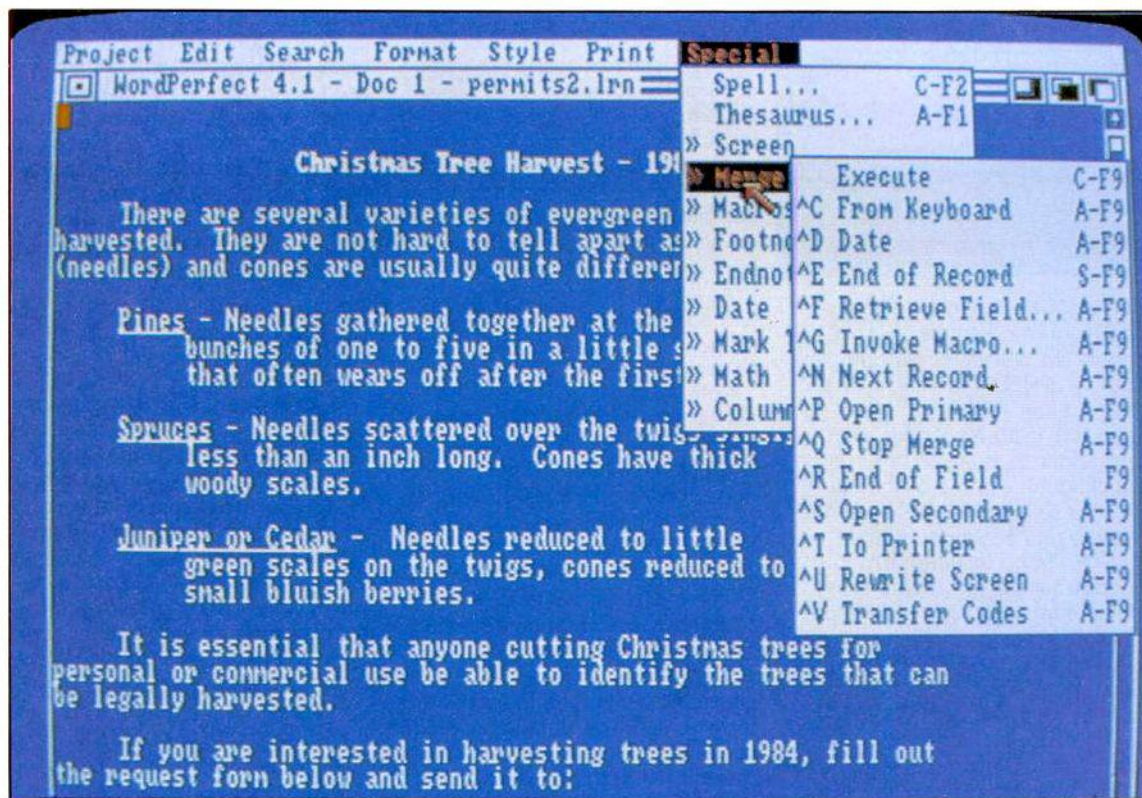 Project Edit Search Format Style Print Special
WordPerfect 4.1 - Doc 1 - permits2.lrn
Spell... C-F2
Thesaurus... A-F1
» Screen
» Merge
» Macros
» Footno
» Endnot
» Date
» Mark
» Math
» Column
Execute C-F9
^C From Keyboard A-F9
^D Date A-F9
^E End of Record S-F9
^F Retrieve Field... A-F9
^G Invoke Macro... A-F9
^N Next Record A-F9
^P Open Primary A-F9
^Q Stop Merge A-F9
^R End of Field F9
^S Open Secondary A-F9
^T To Printer A-F9
^U Rewrite Screen A-F9
^V Transfer Codes A-F9
Christmas Tree Harvest - 198
There are several varieties of evergreen
harvested. They are not hard to tell apart as
(needles) and cones are usually quite differen
Pines - Needles gathered together at the
bunches of one to five in a little s
that often wears off after the first
Spruces - Needles scattered over the twigs singly
less than an inch long. Cones have thick
woody scales.
Juniper or Cedar - Needles reduced to little
green scales on the twigs, cones reduced to
small bluish berries.
It is essential that anyone cutting Christmas trees for
personal or commercial use be able to identify the trees that can
be legally harvested.
If you are interested in harvesting trees in 1984, fill out
the request form below and send it to: